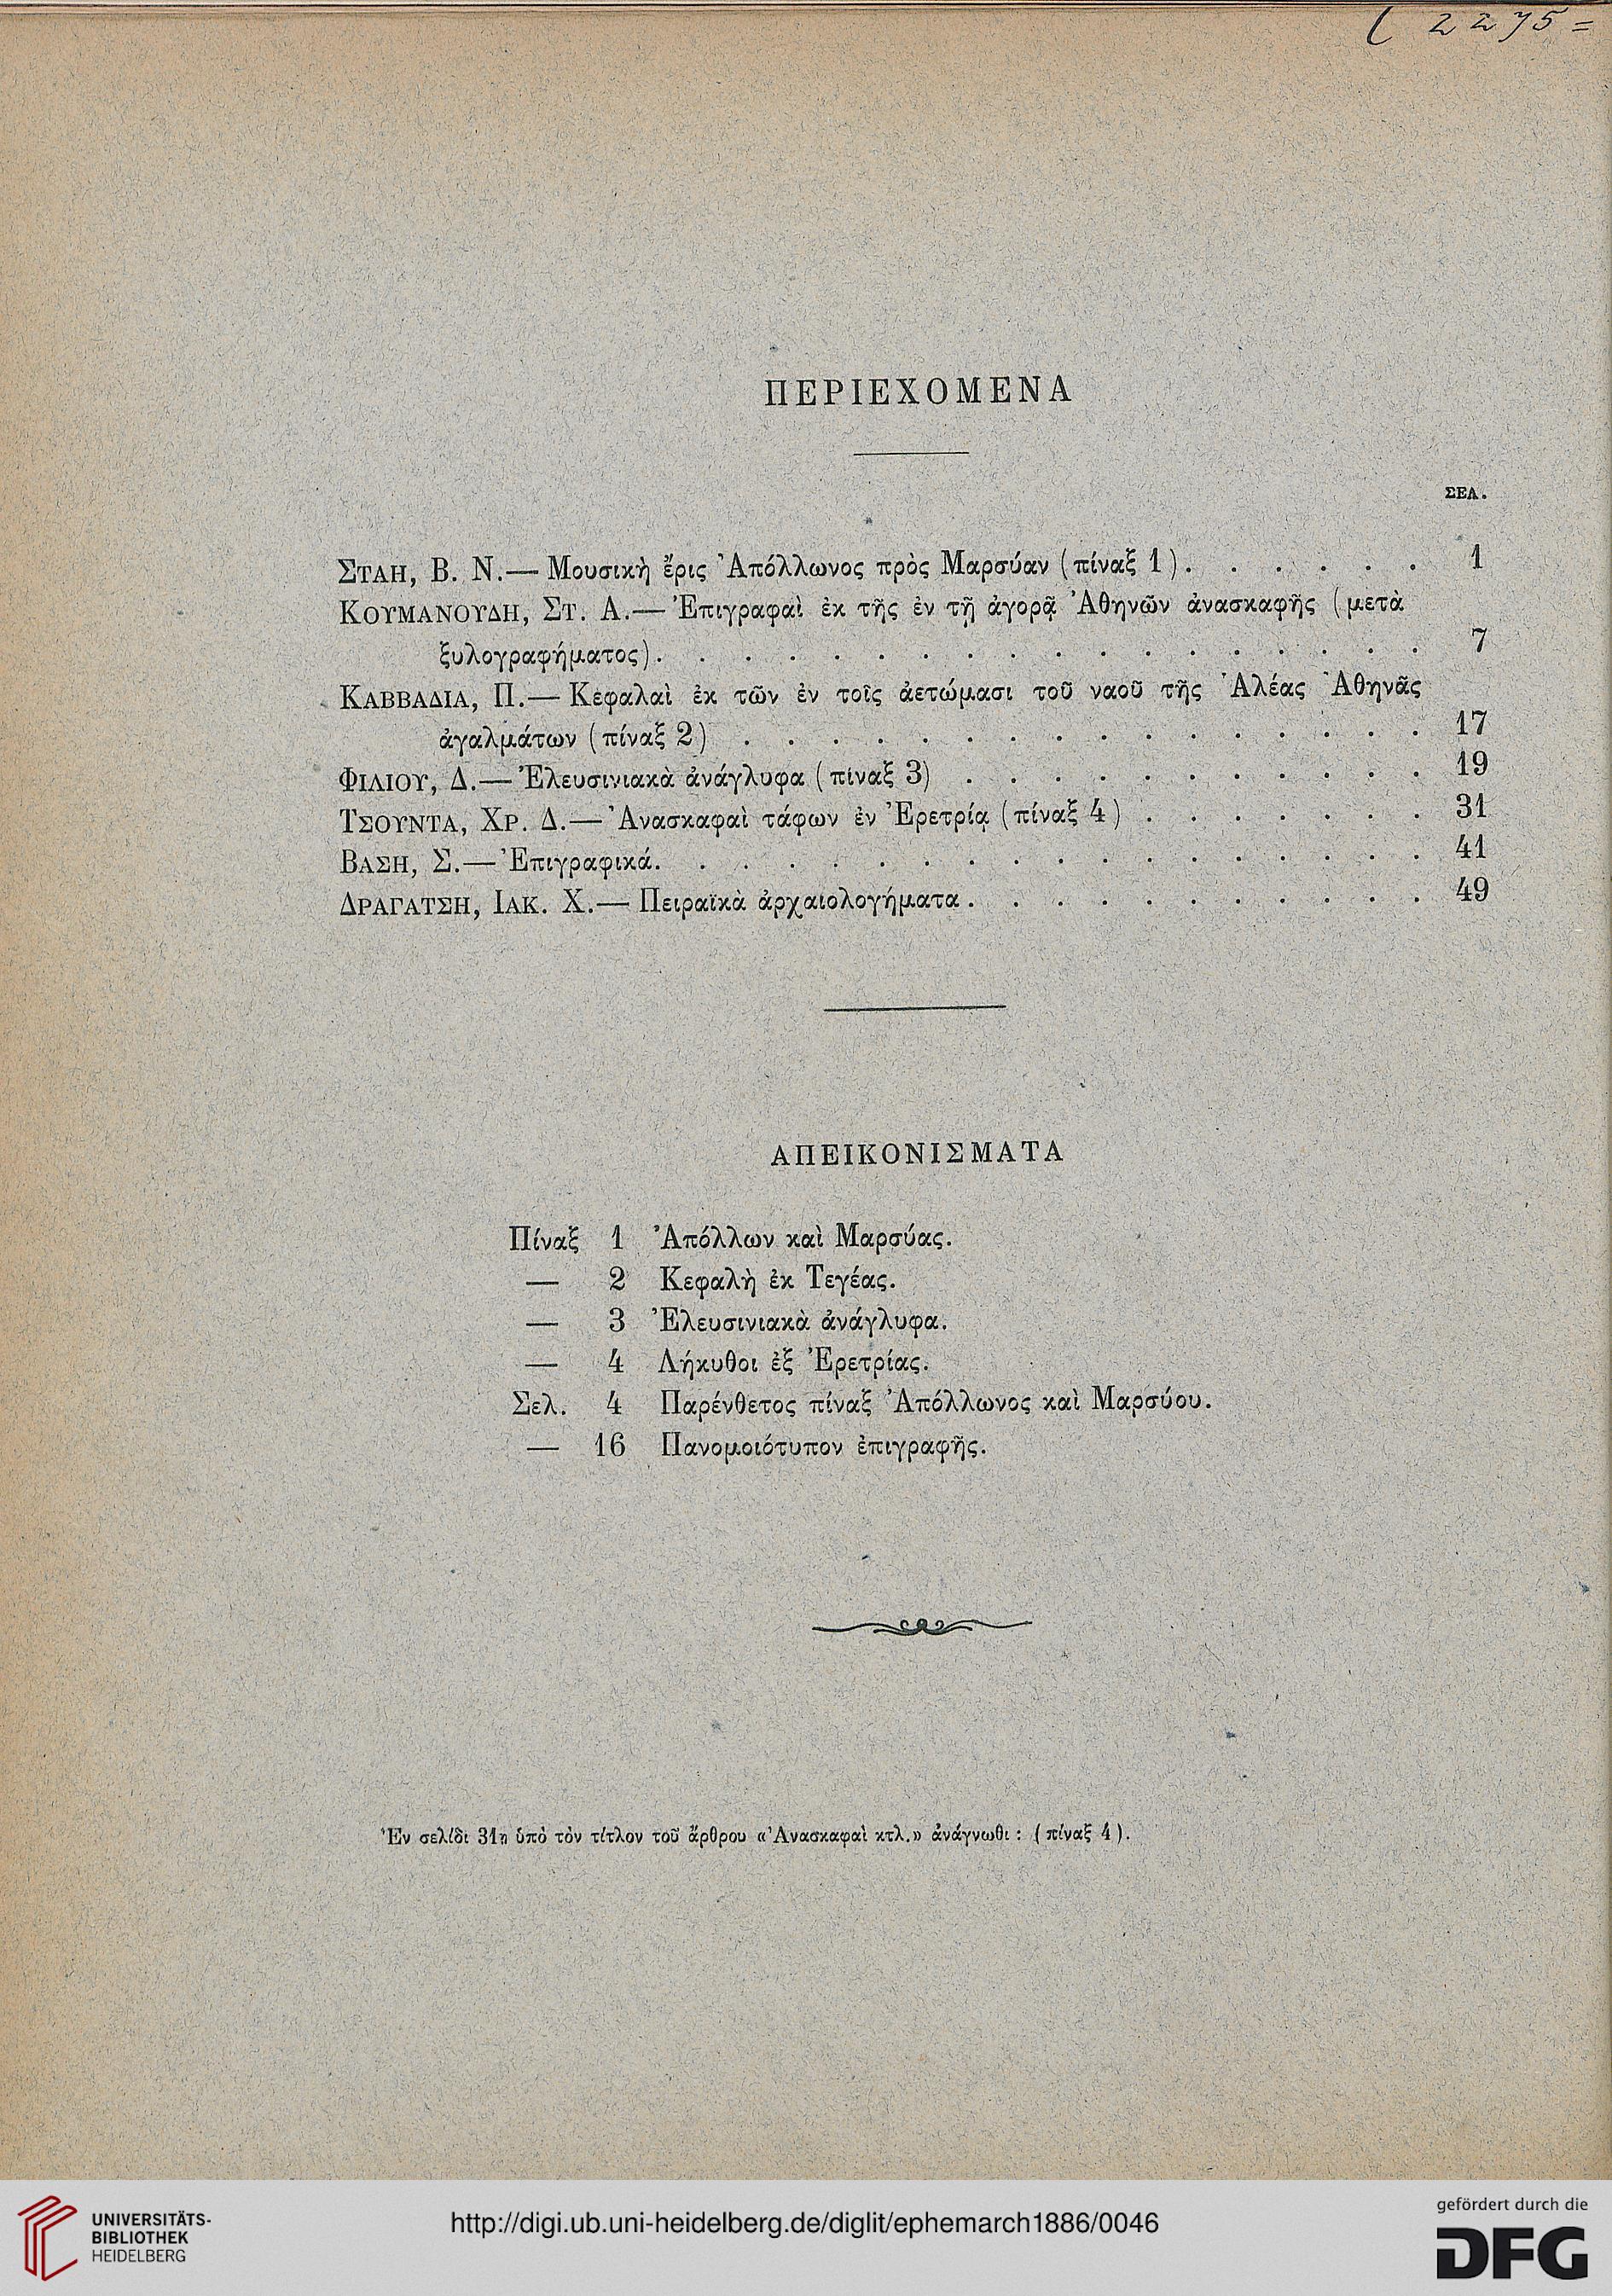 ( 2275 =
ΠΕΡΙΕΧΟΜΕΝΑ
ΣΕΛ.
ΣΤΑΗ, Β. Ν.— Μουσικὴ ἔρις Ἀπόλλωνος πρὸς Μαρσύαν (πίναξ 1) . . . . . . 1
ΚΟΥΜΑΝΟΥΔΗ, ΣΤ. Α.— Ἐπιγραφαὶ ἐκ τῆς ἐν τῇ ἀγορᾷ Ἀθηνῶν ἀνασκαφῆς (μετὰ
ξυλογραφήματος). . . . . . . . . . . . . . . . . . 7
ΚΑΒΒΑΔΙΑ, Π.— Κεφαλαὶ ἐκ τῶν ἐν τοῖς ἀετώμασι τοῦ ναοῦ τῆς Ἀλέας Ἀθηνᾶς
ἀγαλμάτων (πίναξ 2) . . . . . . . . . . . . . . . . 17
ΦΙΛΙΟΥ, Δ.— Ἐλευσινιακὰ ἀνάγλυφα (πίναξ 3) . . . . . . . . . . . 19
ΤΣΟΥΝΤΑ, ΧΡ. Δ.— Ἀνασκαφαὶ τάφων ἐν Ἐρετρίᾳ (πίναξ 4) . . . . . . . 31
ΒΑΣΗ, Σ.— Ἐπιγραφικά. . . . . . . . . . . . . . . . . . 41
ΔΡΑΓΑΤΣΗ, ΙΑΚ. Χ.— Πειραϊκὰ ἀρχαιολογήματα . . . . . . . . . . . 49
ΑΠΕΙΚΟΝΙΣΜΑΤΑ
Πίναξ 1 Ἀπόλλων καὶ Μαρσύας.
— 2 Κεφαλὴ ἐκ Τεγέας.
— 3 Ἐλευσινιακὰ ἀνάγλυφα.
— 4 Λήκυθοι ἐξ Ἐρετρίας.
Σελ. 4 Παρένθετος πίναξ Ἀπόλλωνος καὶ Μαρσύου.
— 16 Πανομοιότυπον ἐπιγραφῆς.
Ἐν σελίδι 31ῃ ὑπὸ τὸν τίτλον τοῦ ἄρθρου «Ἀνασκαφαὶ κτλ.» ἀνάγνωθι : (πίναξ 4).
UNIVERSITÄTS-
BIBLIOTHEK
HEIDELBERG
http://digi.ub.uni-heidelberg.de/diglit/ephemarch1886/0046
gefördert durch die
DFG